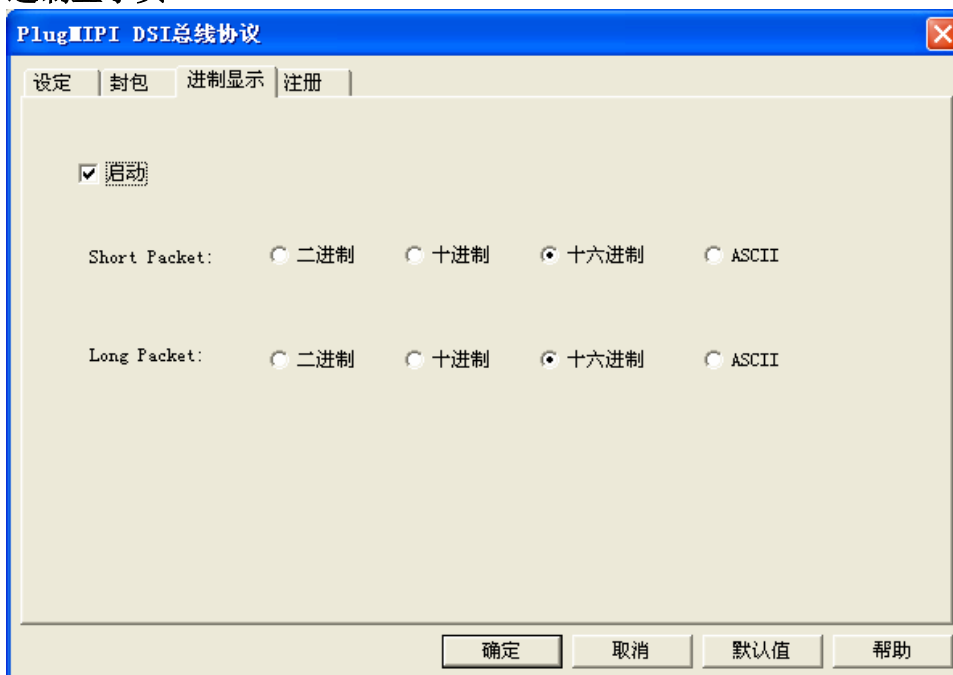 PlugMIPI DSI总线协议
设定 封包 进制显示 注册
启动
Short Packet: 二进制 十进制 十六进制 ASCII
Long Packet: 二进制 十进制 十六进制 ASCII
确定 取消 默认值 帮助